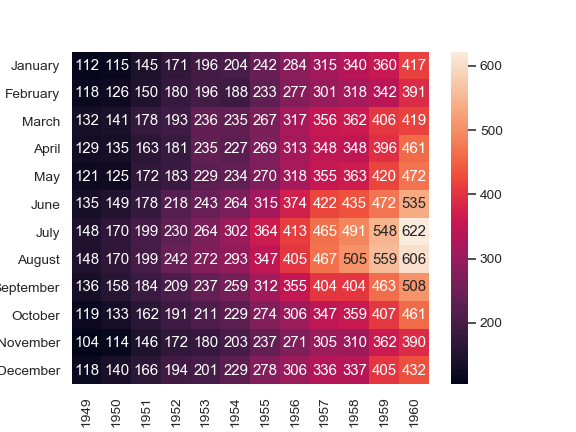 January 112 115 145 171 196 204 242 284 315 340 360 417
February 118 126 150 180 196 188 233 277 301 318 342 391
March 132 141 178 193 236 235 267 317 356 362 406 419
April 129 135 163 181 235 227 269 313 348 348 396 461
May 121 125 172 183 229 234 270 318 355 363 420 472
June 135 149 178 218 243 264 315 374 422 435 472 535
July 148 170 199 230 264 302 364 413 465 491 548 622
August 148 170 199 242 272 293 347 405 467 505 559 606
eptember 136 158 184 209 237 259 312 355 404 404 463 508
October 119 133 162 191 211 229 274 306 347 359 407 461
November 104 114 146 172 180 203 237 271 305 310 362 390
December 118 140 166 194 201 229 278 306 336 337 405 432
1949 1950 1951 1952 1953 1954 1955 1956 1957 1958 1959 1960
600
500
400
300
200